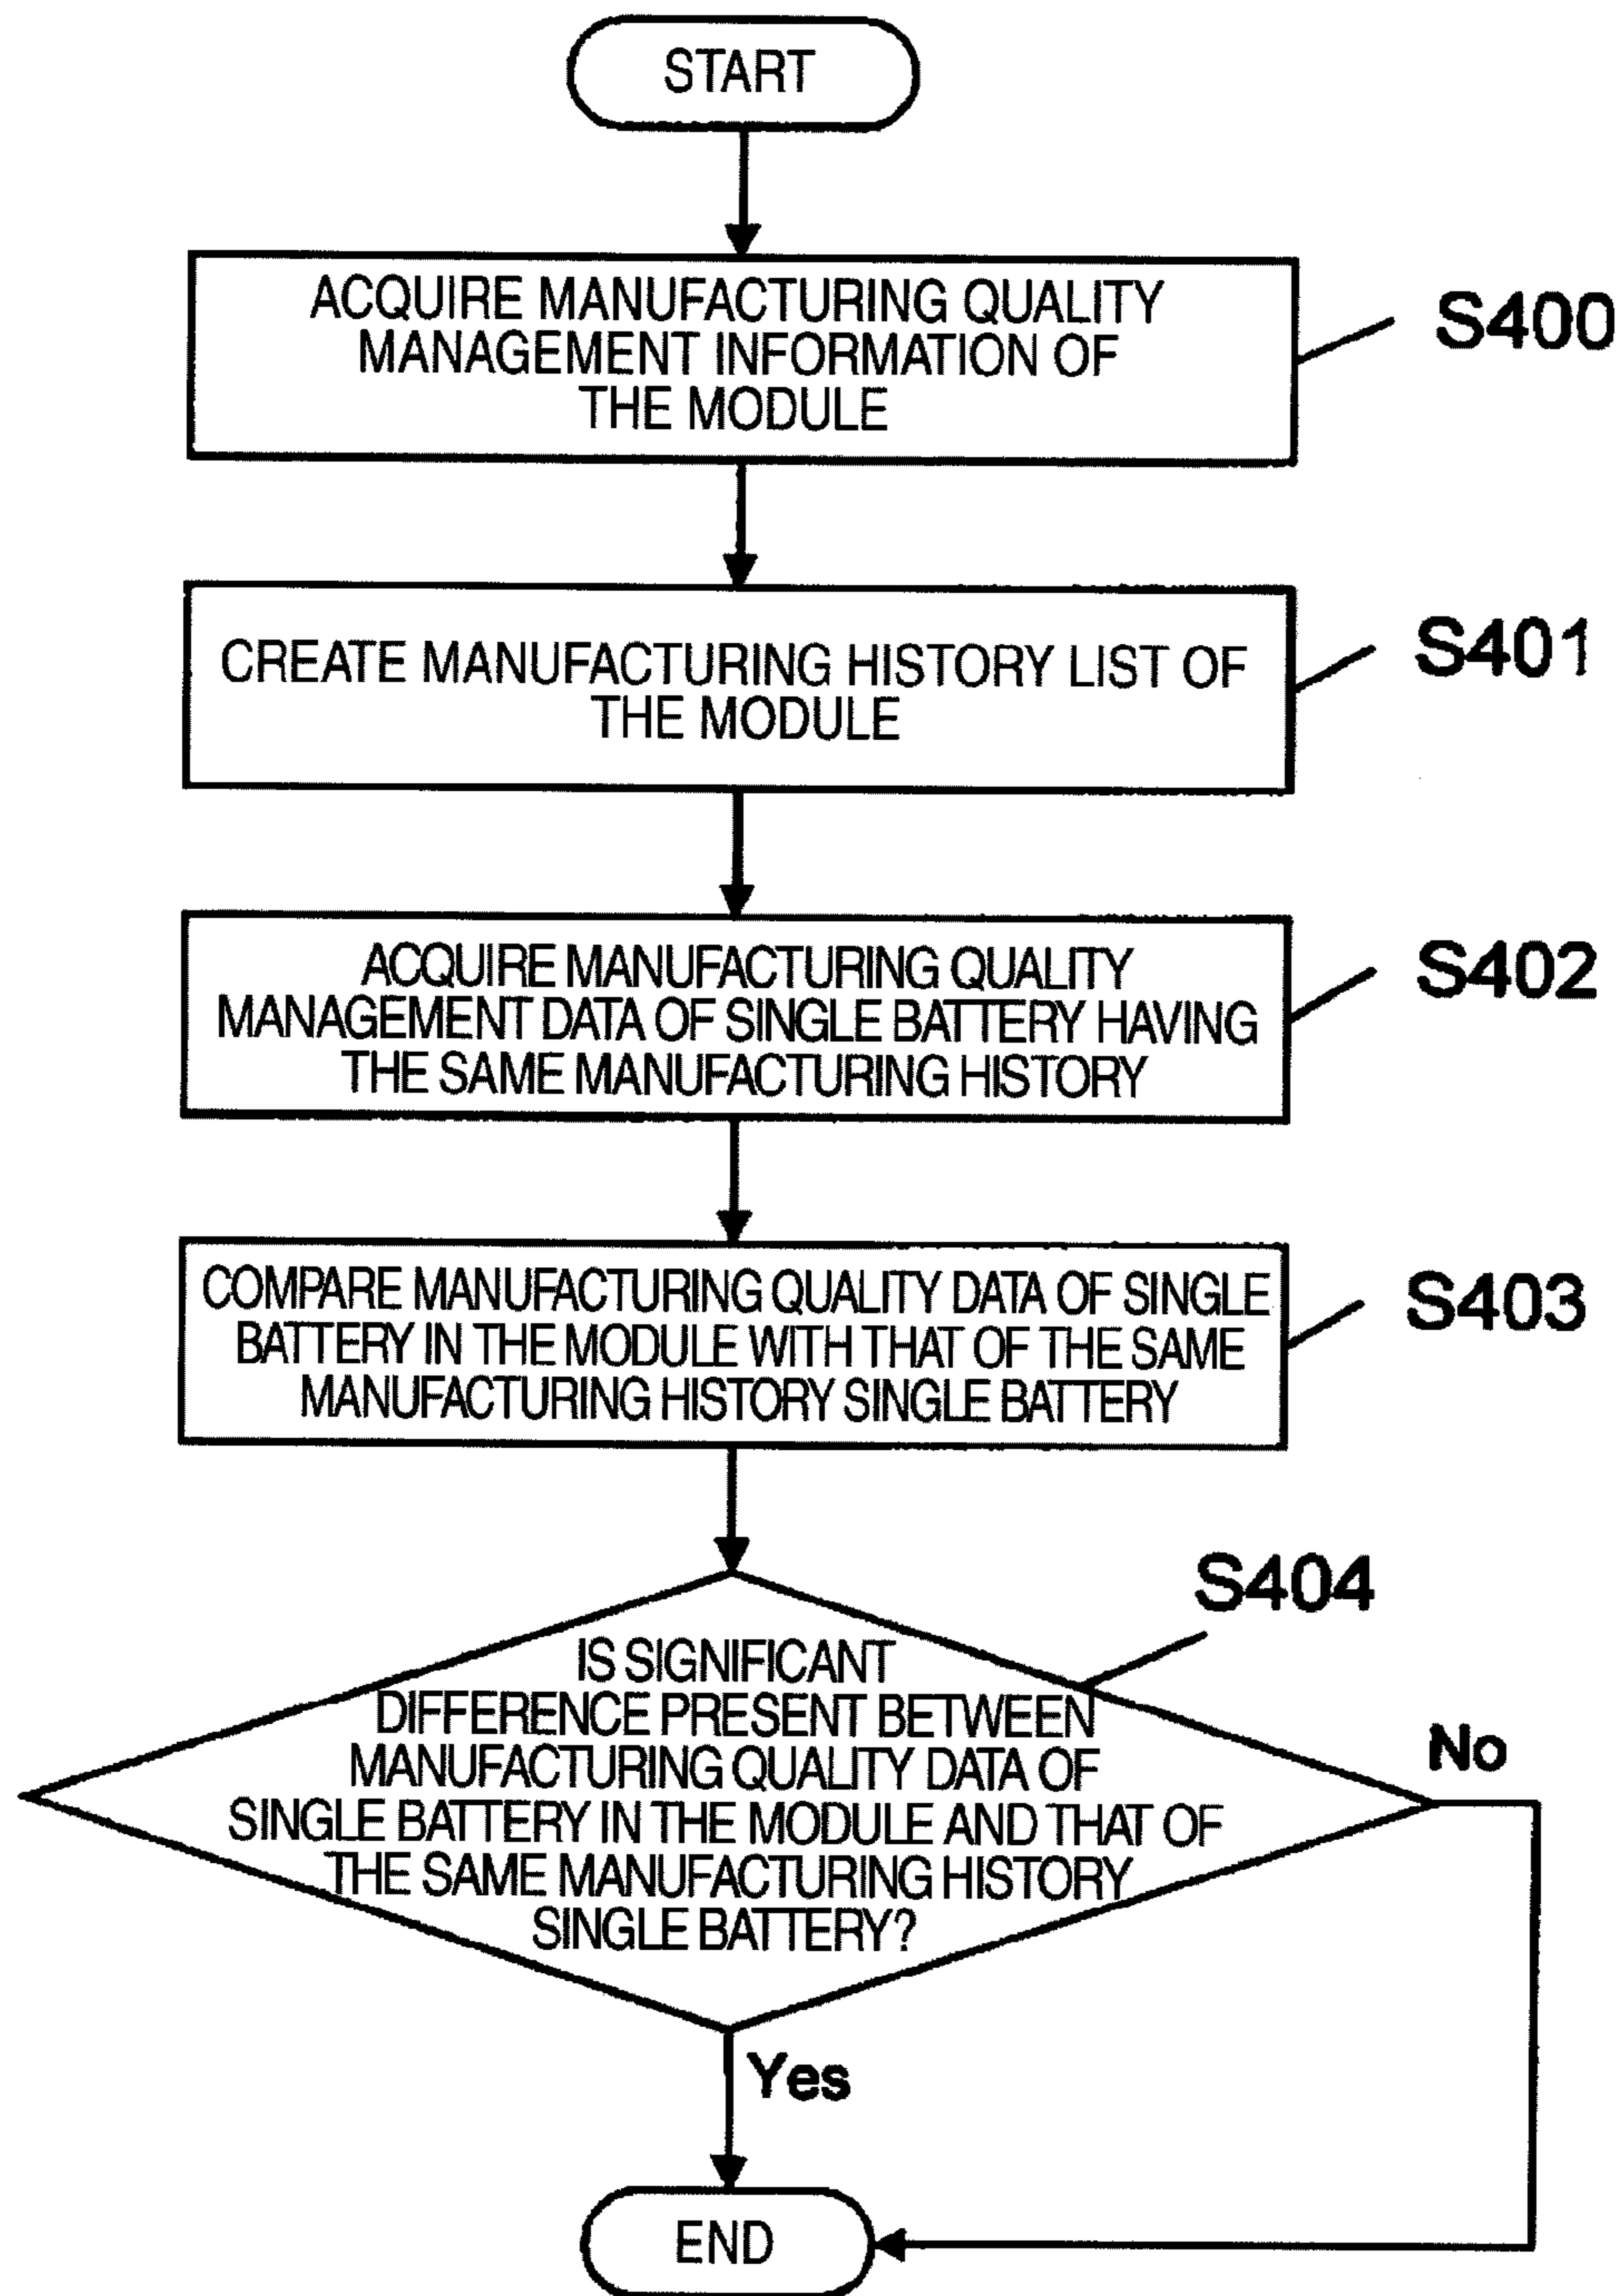 START
ACQUIRE MANUFACTURING QUALITY
MANAGEMENT INFORMATION OF
THE MODULE
S400
CREATE MANUFACTURING HISTORY LIST OF
THE MODULE
S401
ACQUIRE MANUFACTURING QUALITY
MANAGEMENT DATA OF SINGLE BATTERY HAVING
THE SAME MANUFACTURING HISTORY
S402
COMPARE MANUFACTURING QUALITY DATA OF SINGLE
BATTERY IN THE MODULE WITH THAT OF THE SAME
MANUFACTURING HISTORY SINGLE BATTERY
S403
S404
IS SIGNIFICANT
DIFFERENCE PRESENT BETWEEN
MANUFACTURING QUALITY DATA OF
SINGLE BATTERY IN THE MODULE AND THAT OF
THE SAME MANUFACTURING HISTORY
SINGLE BATTERY?
No
Yes
END